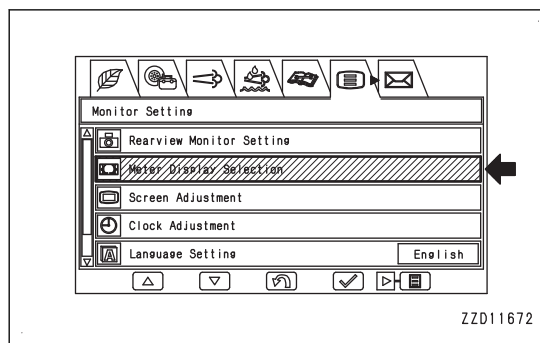 Monitor Setting
Rearview Monitor Setting
Meter Display Selection
Screen Adjustment
Clock Adjustment
Language Setting English
ZZD11672